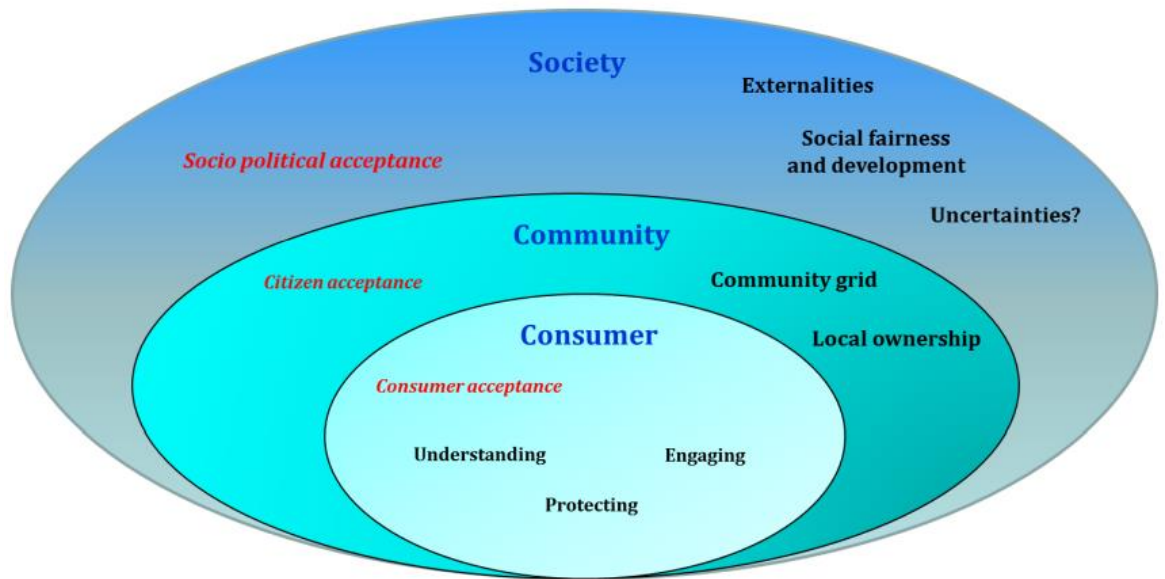 Society
Externalities
Socio political acceptance
Social fairness
and development
Uncertainties?
Community
Citizen acceptance
Community grid
Local ownership
Consumer
Consumer acceptance
Understanding
Engaging
Protecting